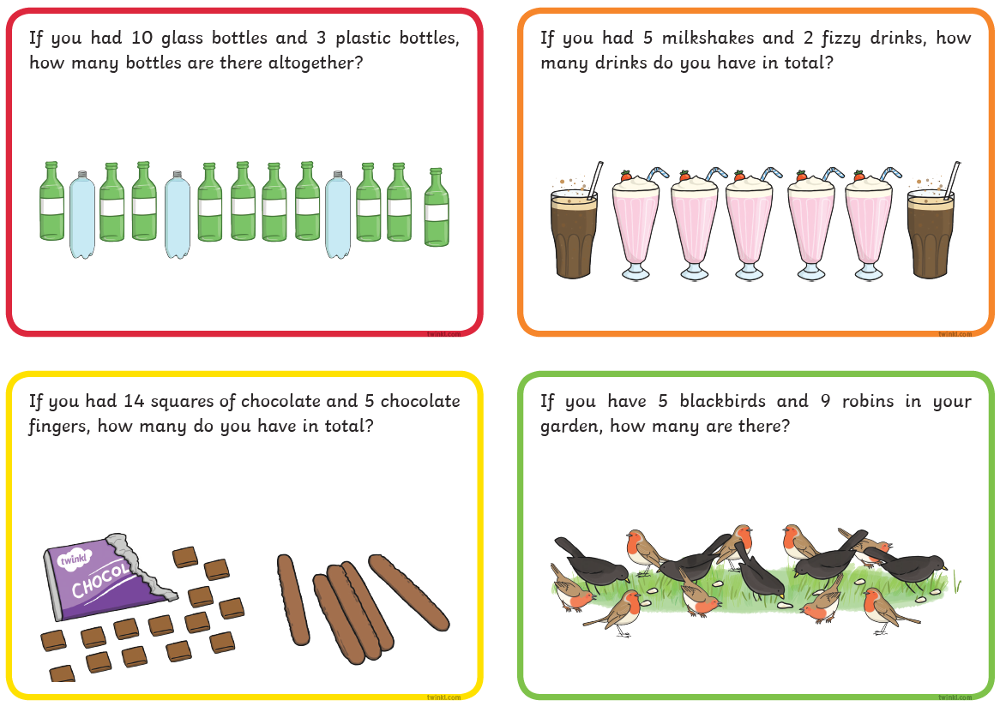 If you had 10 glass bottles and 3 plastic bottles,
how many bottles are there altogether?
twinkl.com
If you had 5 milkshakes and 2 fizzy drinks, how
many drinks do you have in total?
twinkl.com
If you had 14 squares of chocolate and 5 chocolate
fingers, how many do you have in total?
twinkl
CHOCOL
twinkl.com
If you have 5 blackbirds and 9 robins in your
garden, how many are there?
twinkl.com